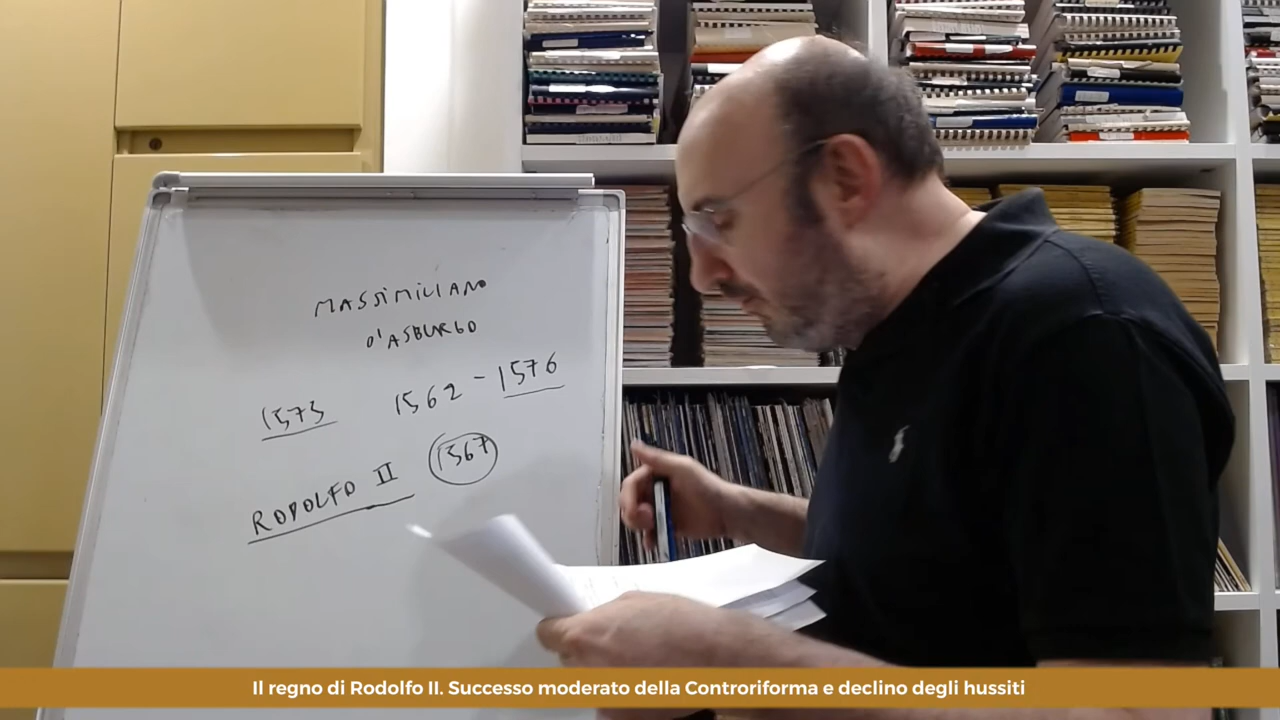 MASSIMILIANO
D'ASBURGO
1573 1562-1576
RODOLFO II 1567
Il regno di Rodolfo II. Successo moderato della Controriforma e declino degli hussiti